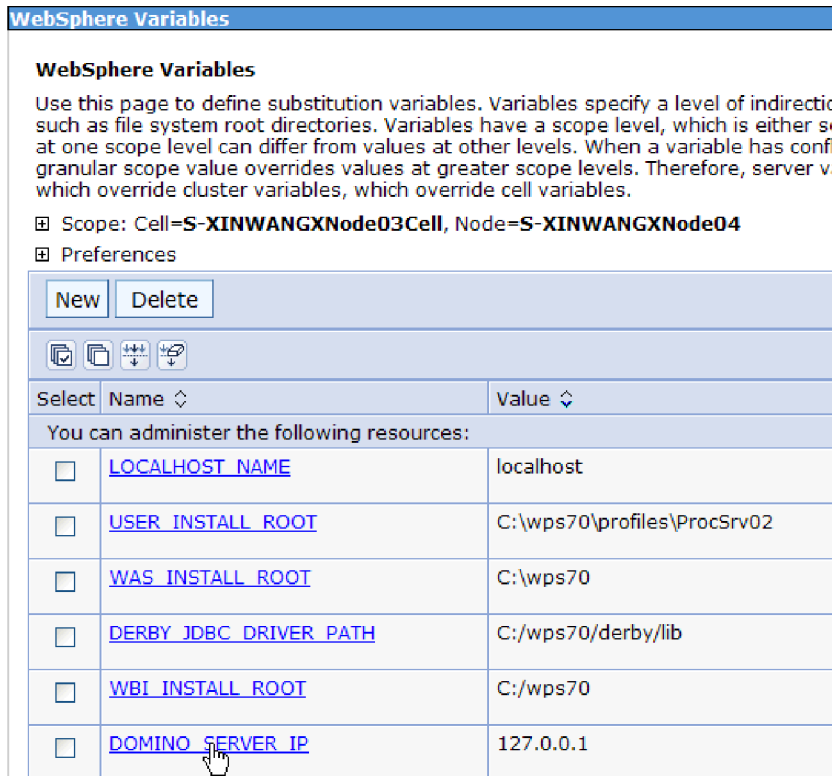 WebSphere Variables
WebSphere Variables
Use this page to define substitution variables. Variables specify a level of
such as file system root directories. Variables have a scope level, which is either
at one scope level can differ from values at other levels. When a variable has
granular scope value overrides values at greater scope levels. Therefore, server
which override cluster variables, which override cell variables.
Scope: Cell=S-XINWANGXNode03Cell, Node=S-XINWANGXNode04
Preferences
New Delete
Select Name Value
You can administer the following resources:
LOCALHOST_NAME localhost
USER_INSTALL_ROOT C:\wps70\profiles\ProcSrv02
WAS_INSTALL_ROOT C:\wps70
DERBY_JDBC_DRIVER_PATH C:/wps70/derby/lib
WBI_INSTALL_ROOT C:/wps70
DOMINO_SERVER_IP 127.0.0.1